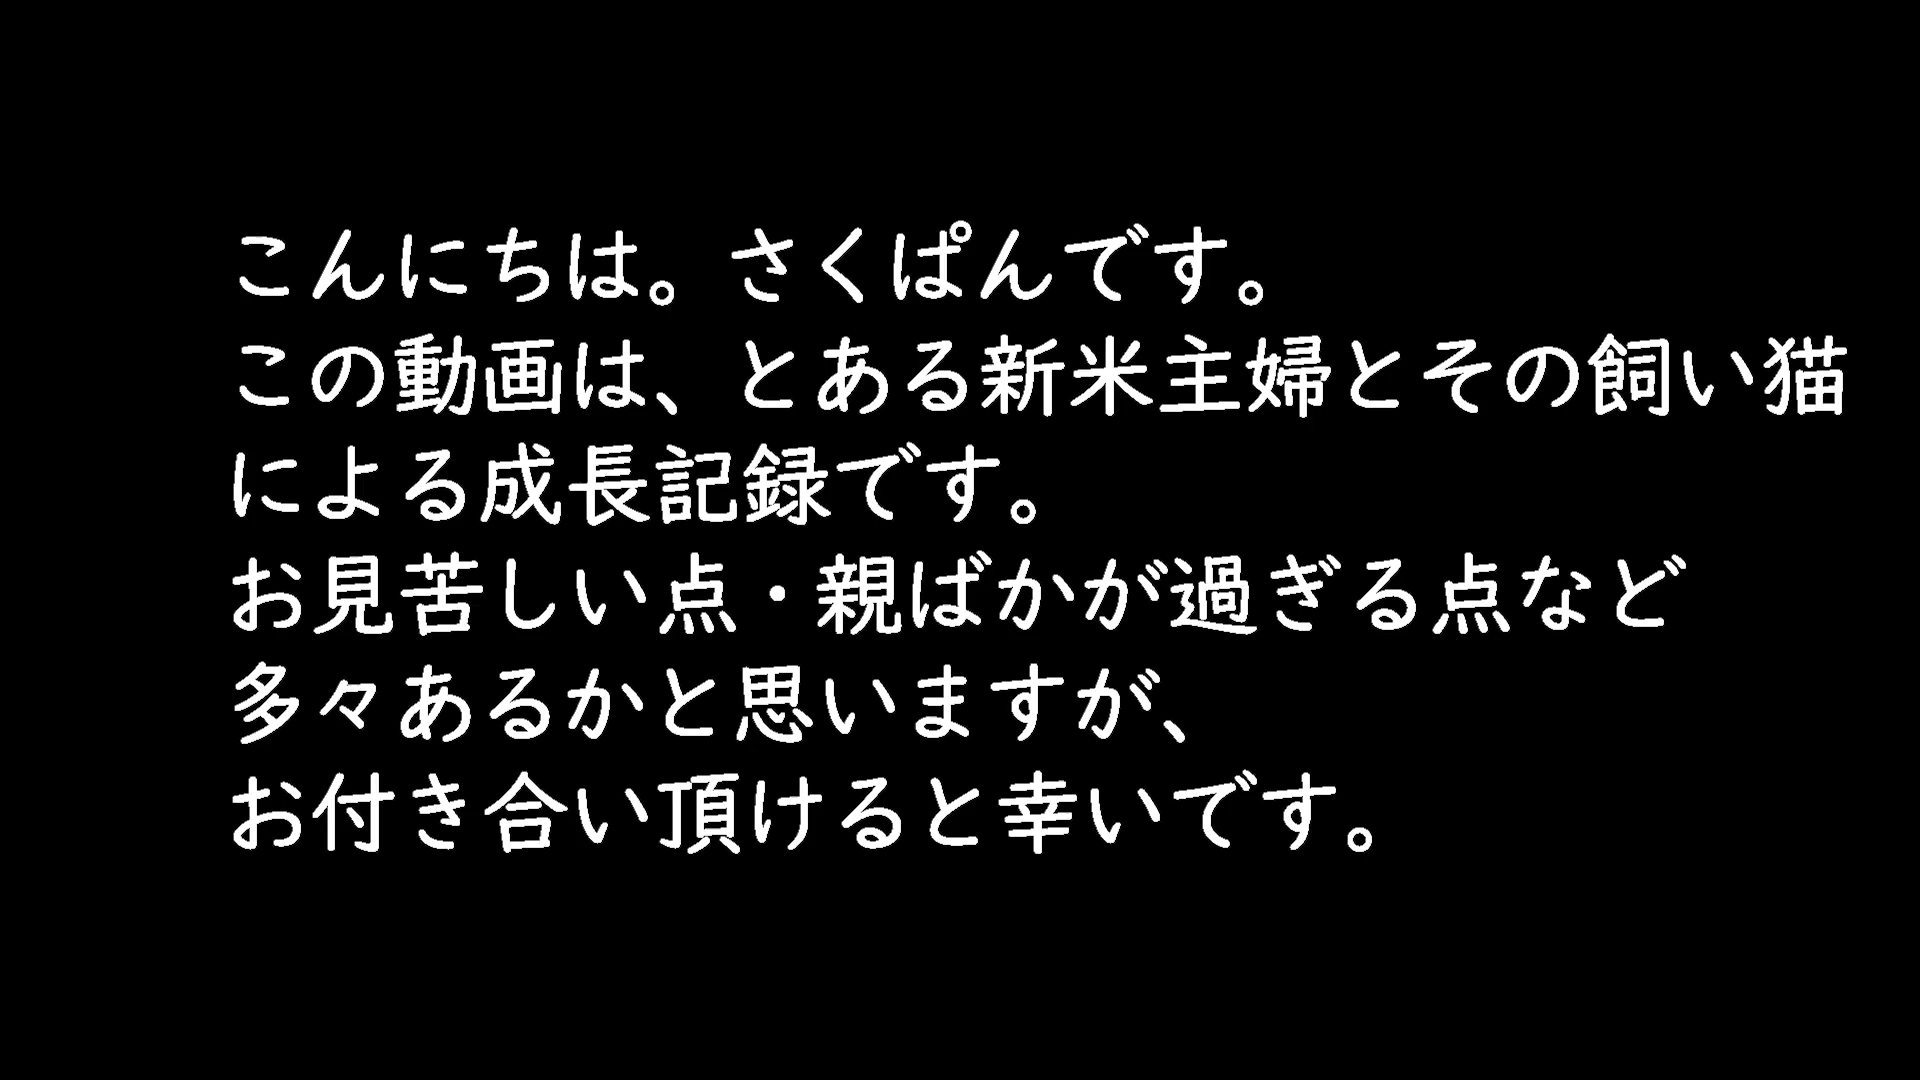 こんにちは。さくぱんです。
この動画は、とある新米主婦とその飼い猫
による成長記録です。
お見苦しい点・親ばかが過ぎる点など
多々あるかと思いますが、
お付き合い頂けると幸いです。